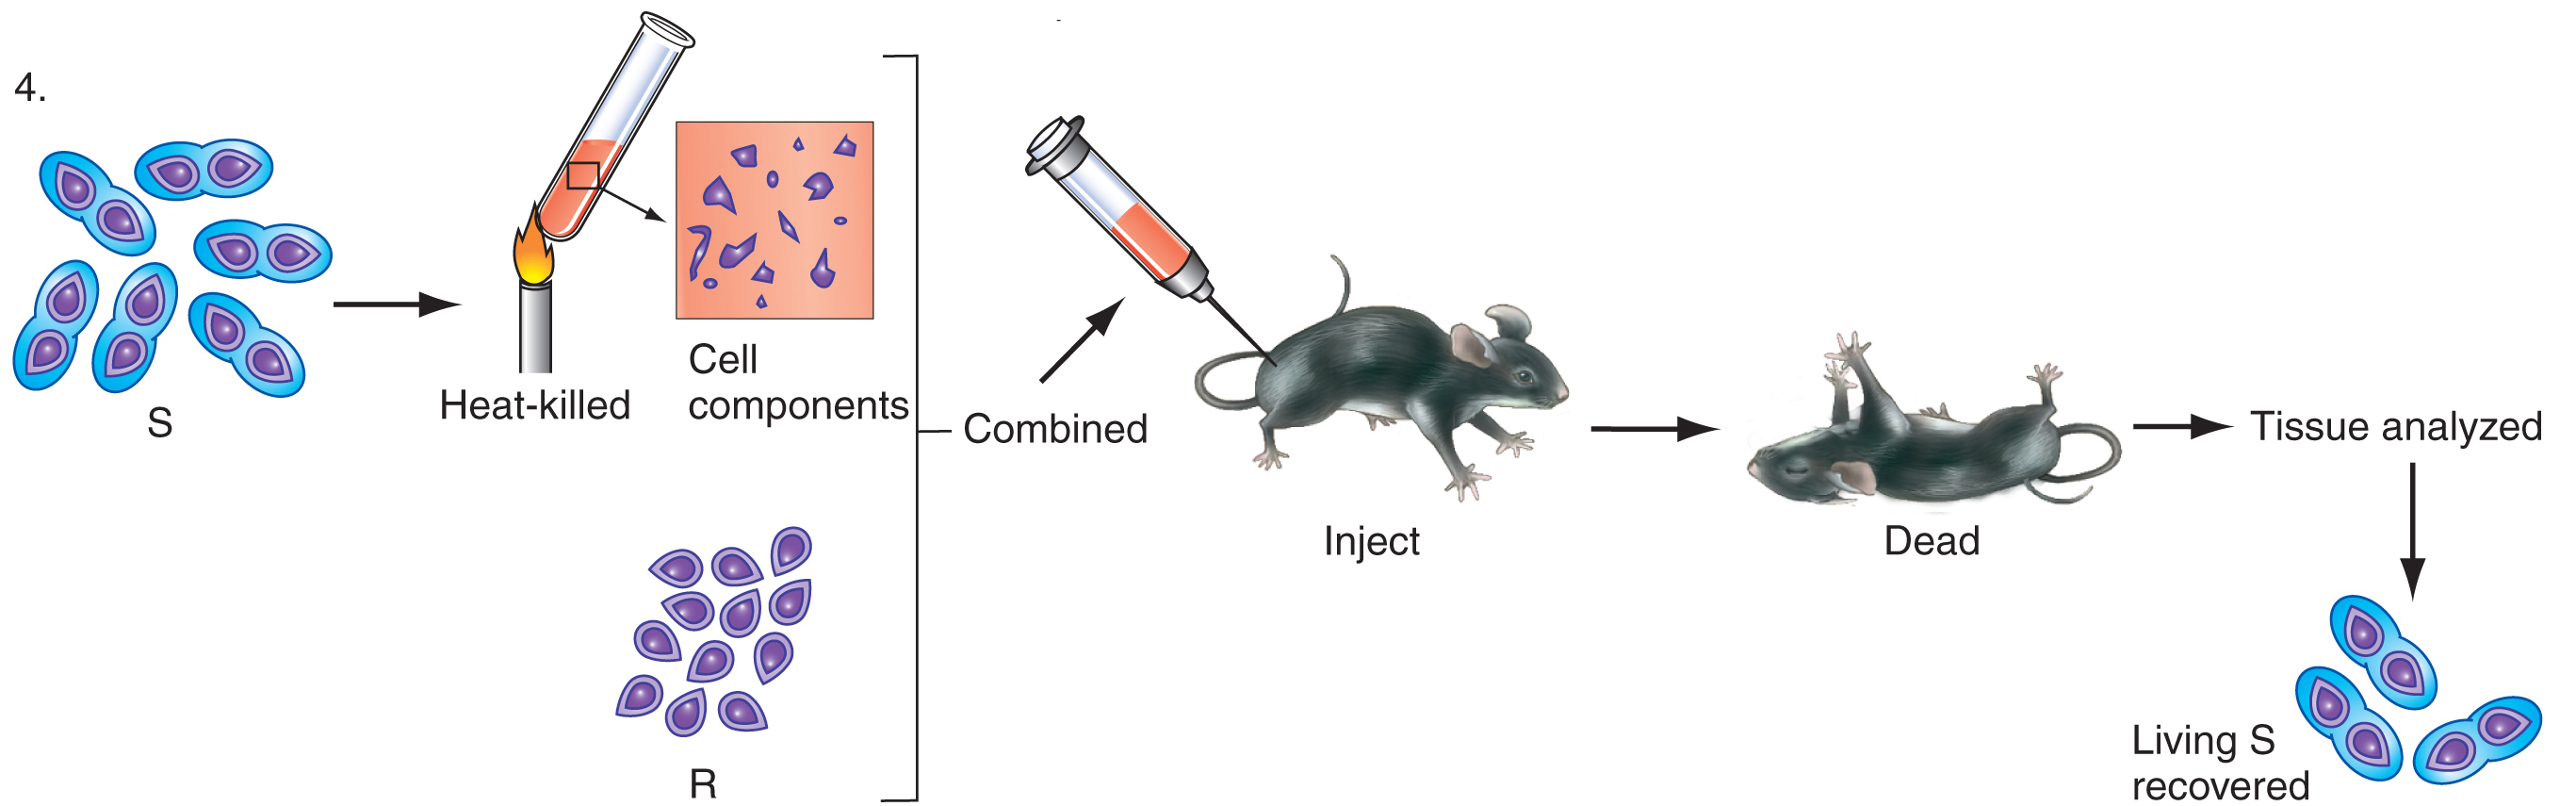 4.
S
Heat-killed
Cell
components
R
Combined
Inject
Dead
Tissue analyzed
Living S
recovered